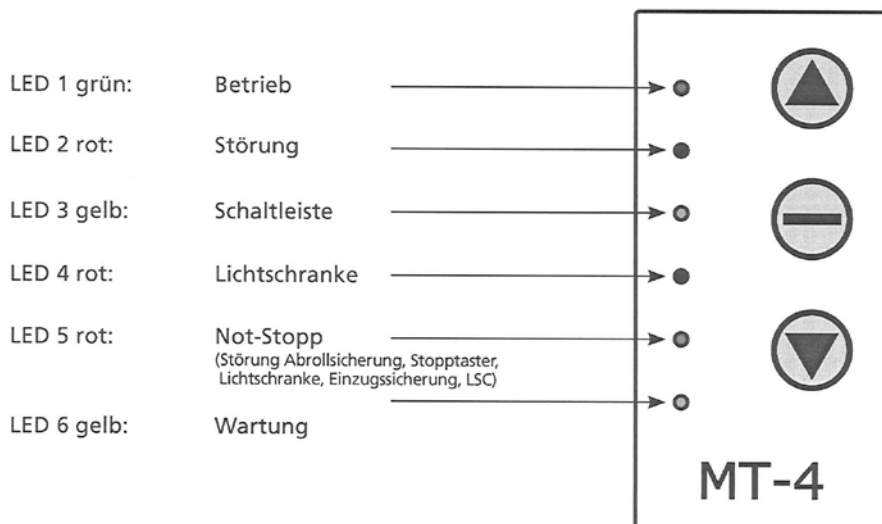 LED 1 grün: Betrieb
LED 2 rot: Störung
LED 3 gelb: Schaltleiste
LED 4 rot: Lichtschranke
LED 5 rot: Not-Stopp
(Störung Abrollsicherung, Stopptaster,
Lichtschranke, Einzugssicherung, LSC)
LED 6 gelb: Wartung
MT-4